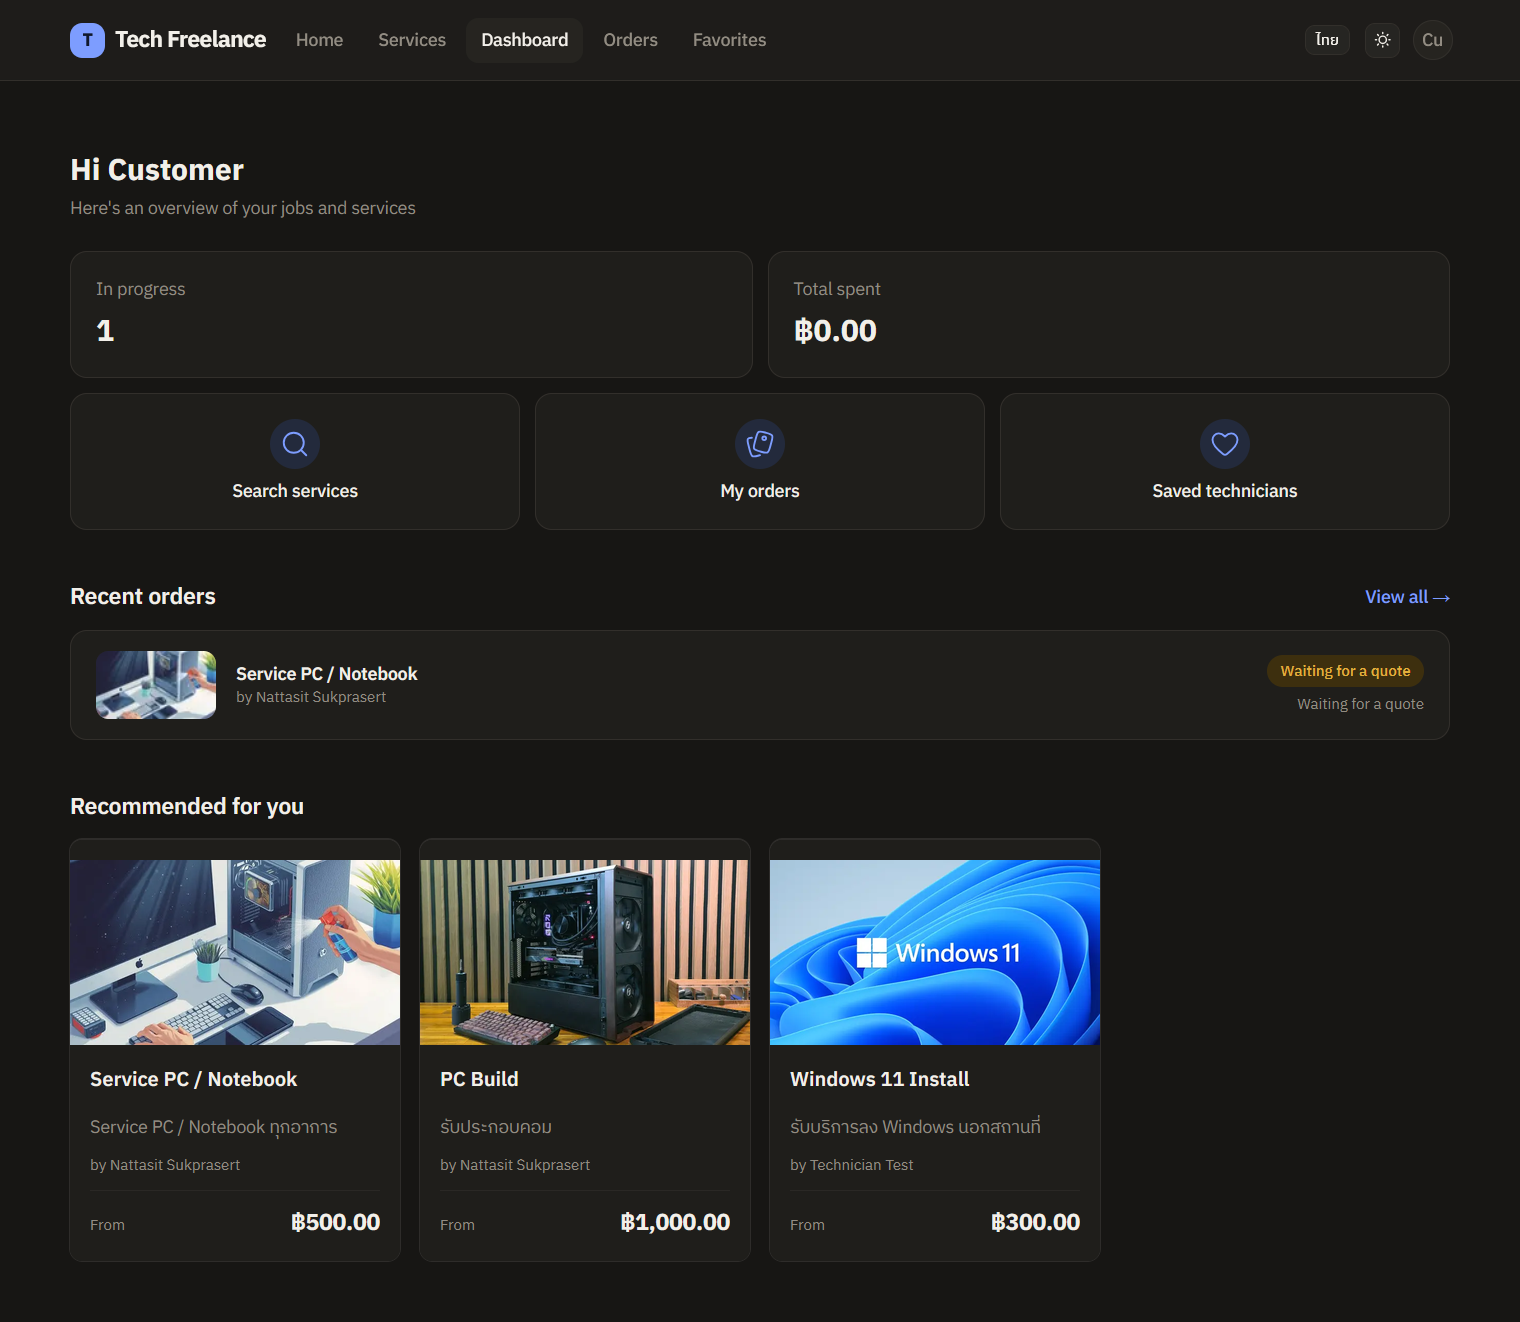 T Tech Freelance Home Services Dashboard Orders Favorites ไทย Cu
Hi Customer
Here's an overview of your jobs and services
In progress
1
Total spent
฿0.00
Search services
My orders
Saved technicians
Recent orders
View all →
Service PC / Notebook
by Nattasit Sukprasert
Waiting for a quote
Waiting for a quote
Recommended for you
Service PC / Notebook
Service PC / Notebook ทุกอาการ
by Nattasit Sukprasert
From ฿500.00
PC Build
รับประกอบคอม
by Nattasit Sukprasert
From ฿1,000.00
Windows 11
Windows 11 Install
รับบริการลง Windows นอกสถานที่
by Technician Test
From ฿300.00